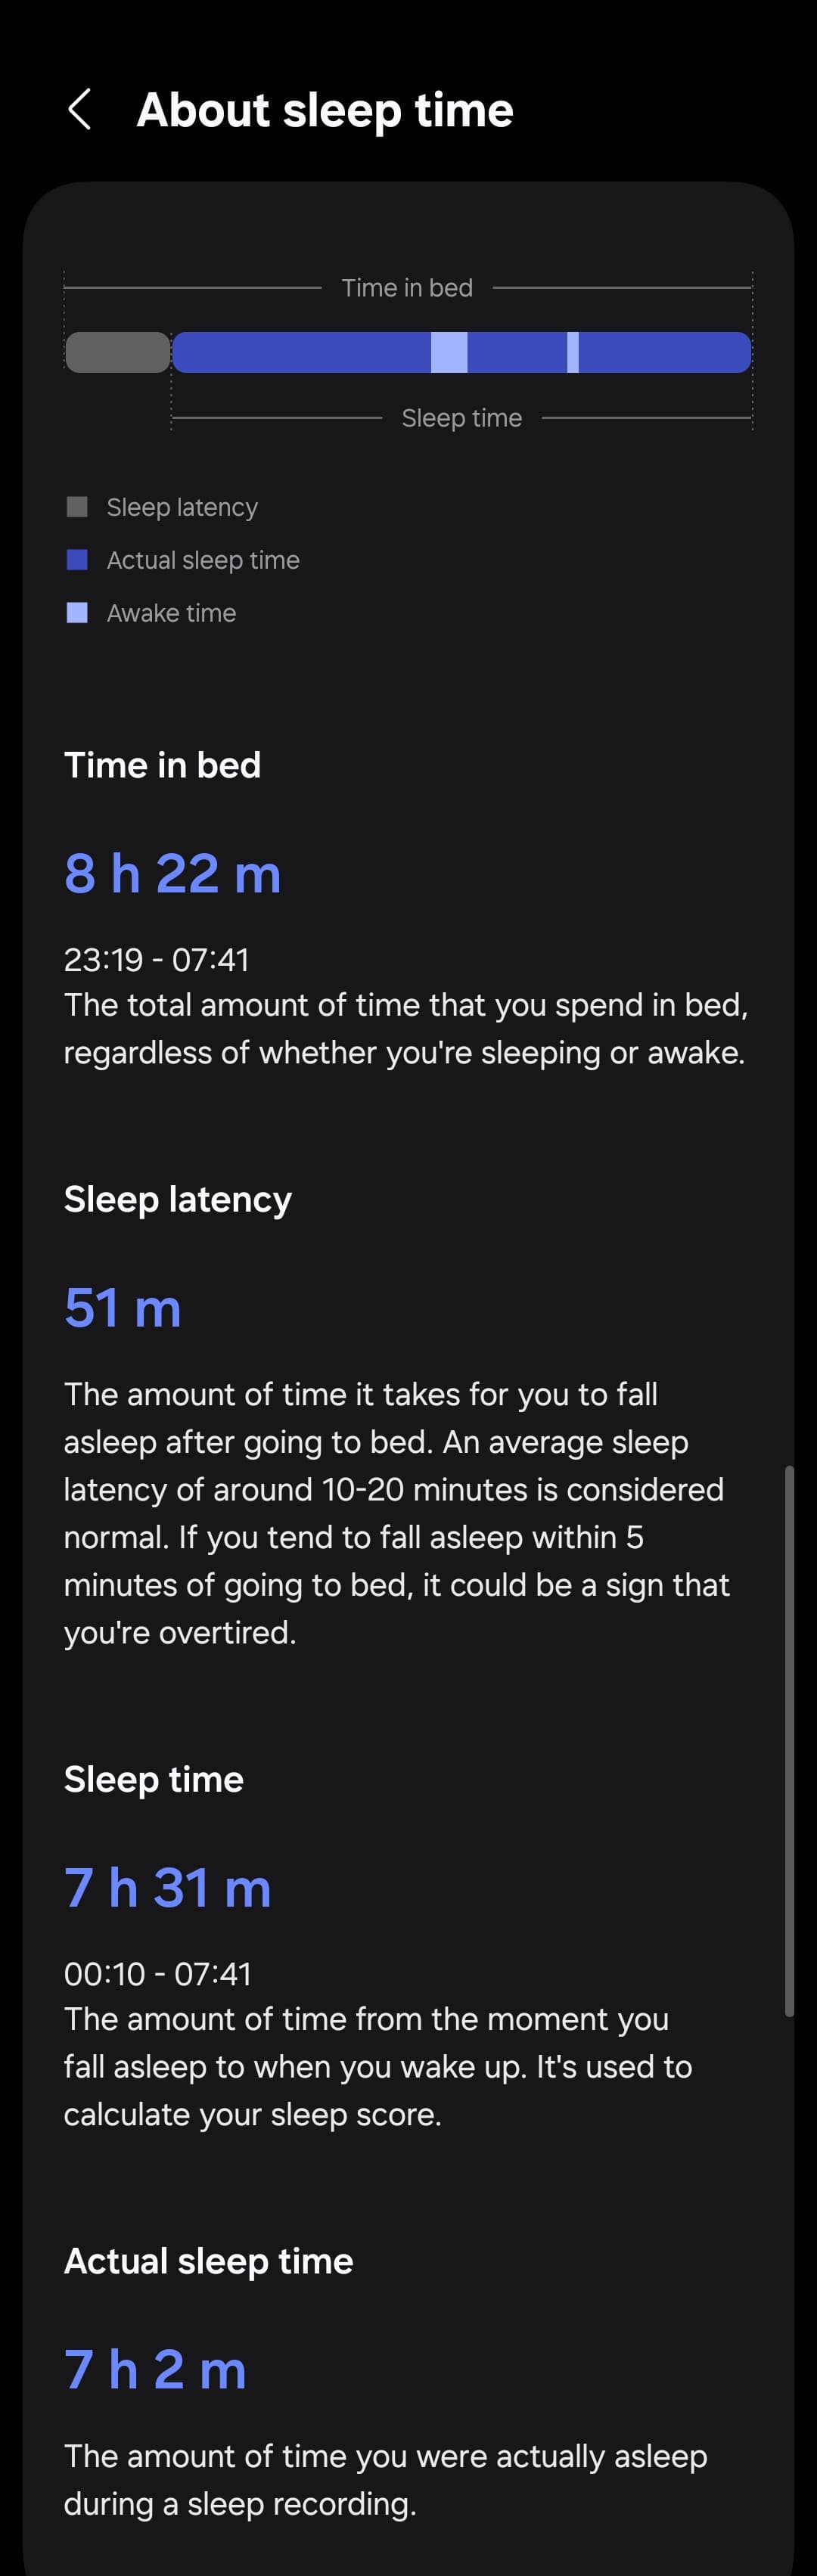 About sleep time
Time in bed
Sleep time
Sleep latency
Actual sleep time
Awake time
Time in bed
8 h 22 m
23:19 - 07:41
The total amount of time that you spend in bed,
regardless of whether you're sleeping or awake.
Sleep latency
51 m
The amount of time it takes for you to fall
asleep after going to bed. An average sleep
latency of around 10-20 minutes is considered
normal. If you tend to fall asleep within 5
minutes of going to bed, it could be a sign that
you're overtired.
Sleep time
7 h 31 m
00:10 - 07:41
The amount of time from the moment you
fall asleep to when you wake up. It's used to
calculate your sleep score.
Actual sleep time
7 h 2 m
The amount of time you were actually asleep
during a sleep recording.